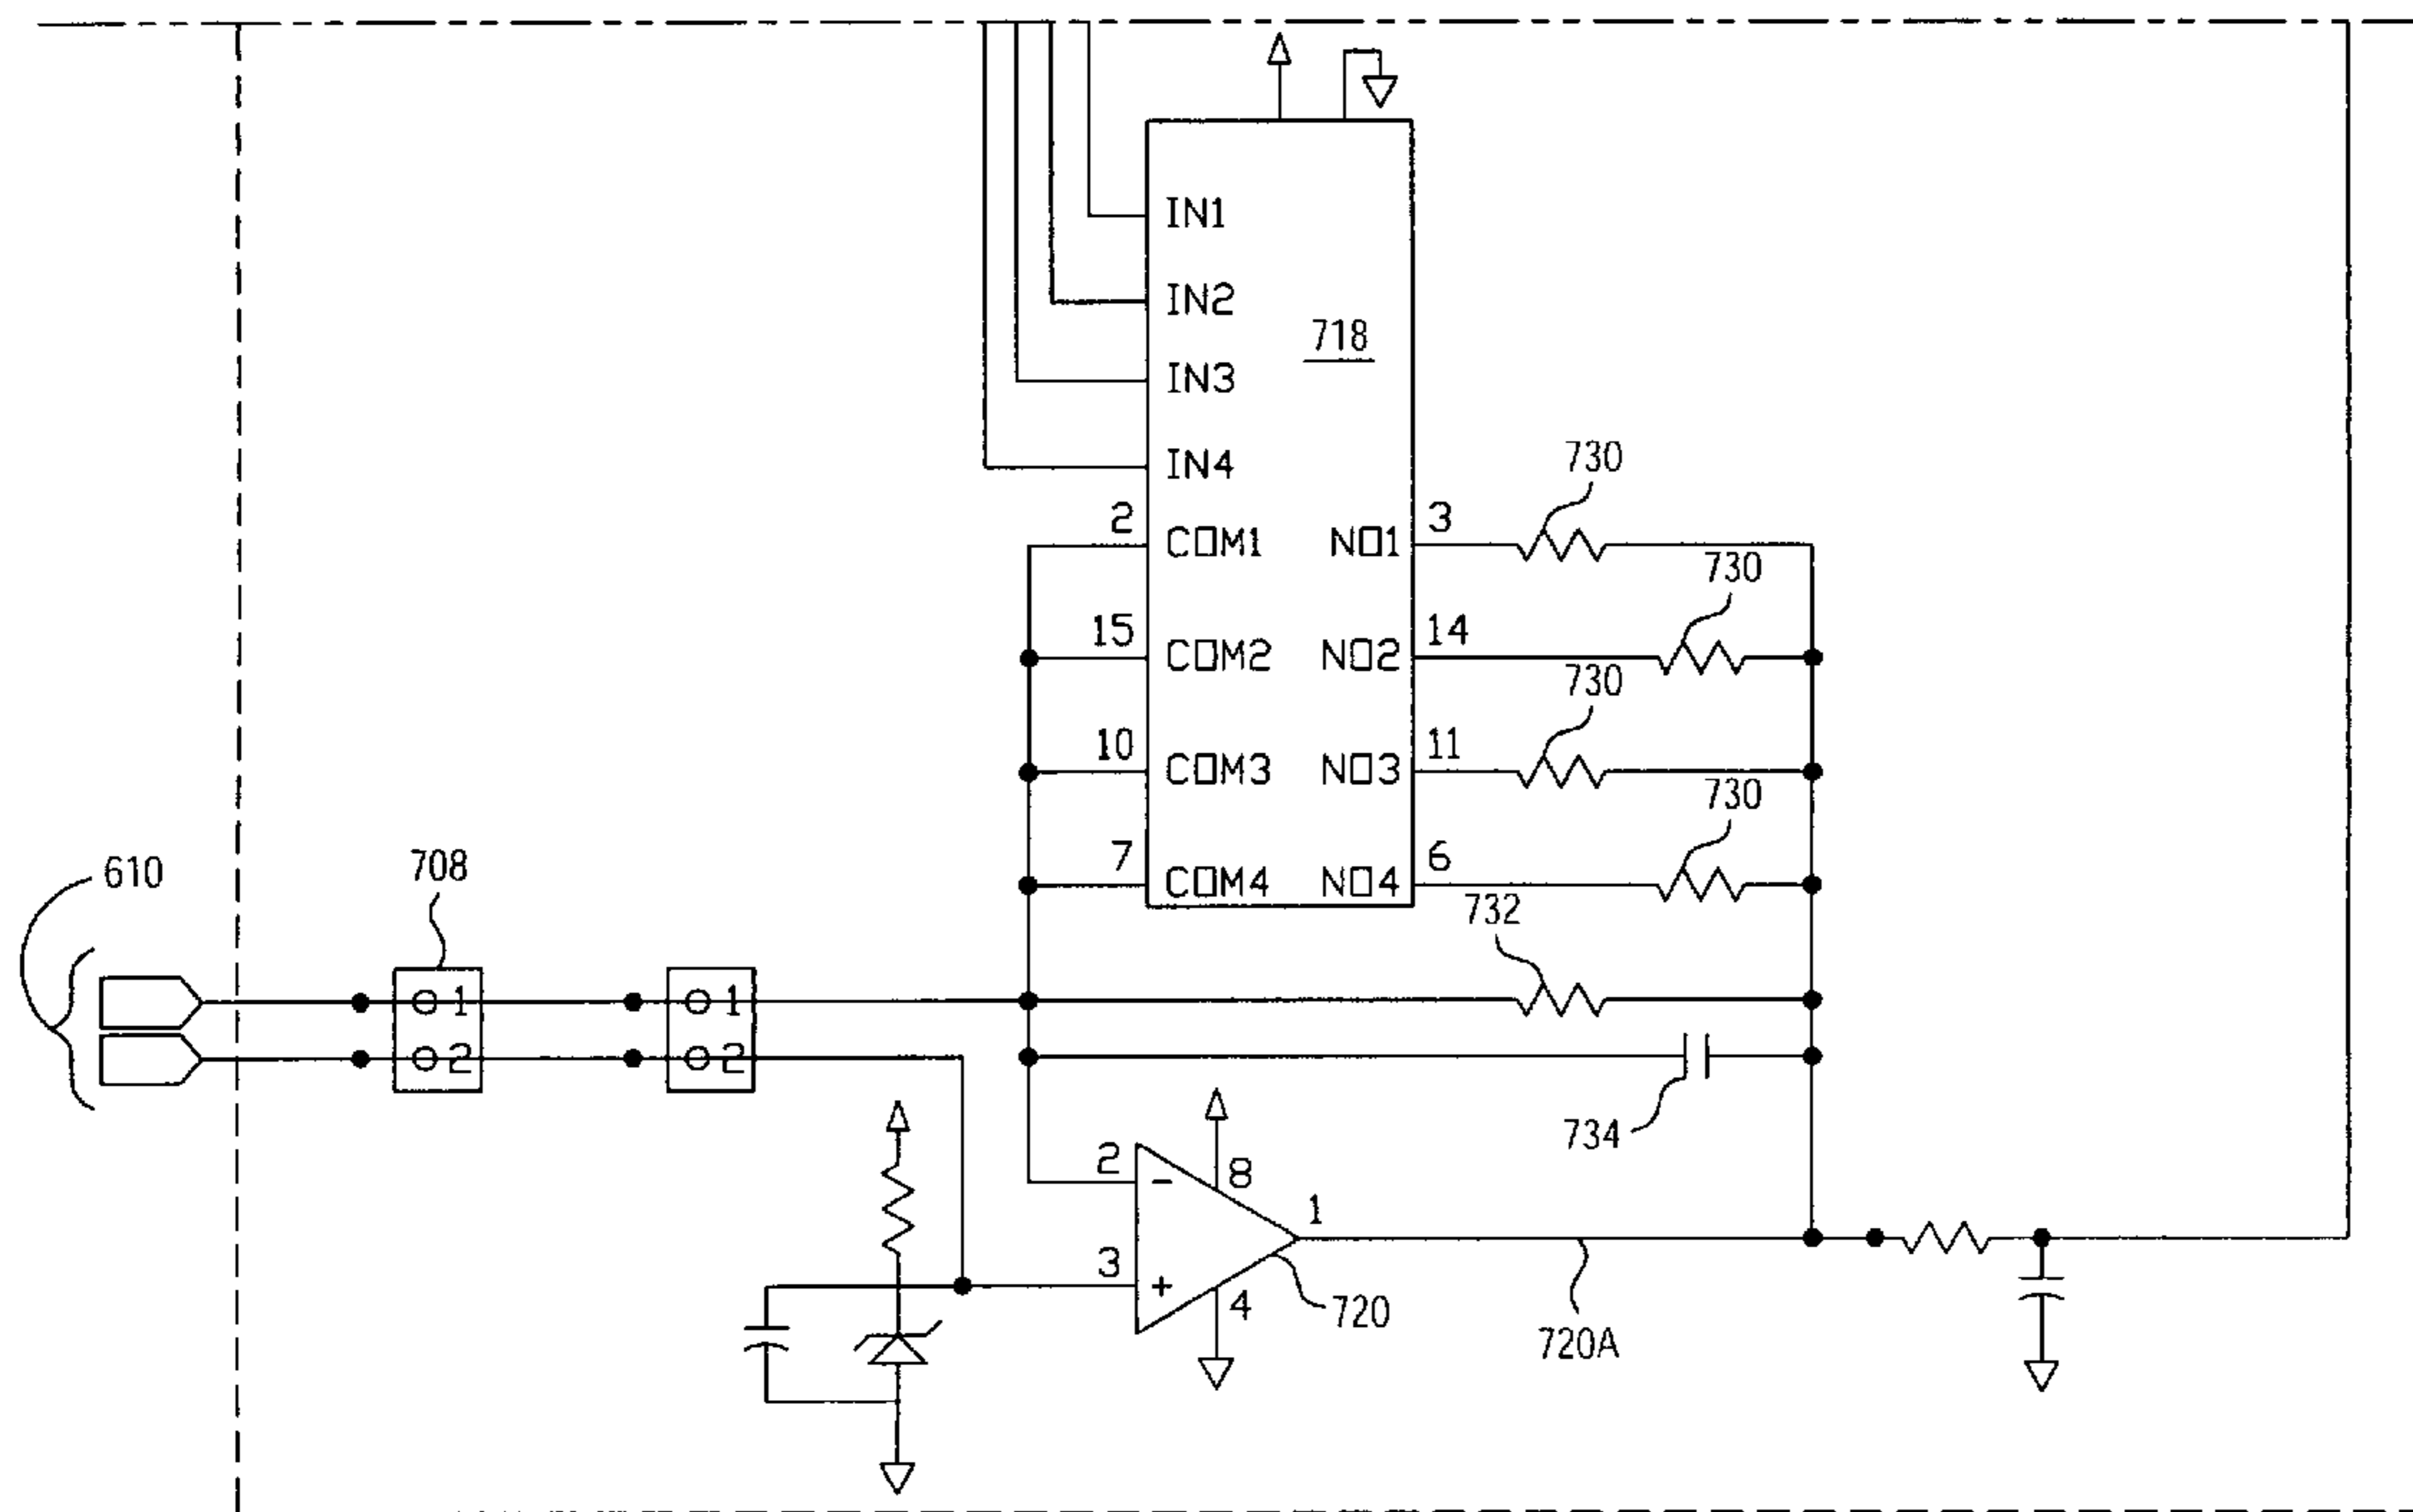 IN1
IN2
718
IN3
IN4
730
2 COM1 NO1 3
730
15 COM2 NO2 14
730
10 COM3 NO3 11
730
7 COM4 NO4 6
610
708
732
1 1
2 2
734
2 - 8
1
3 + 4
720
720A